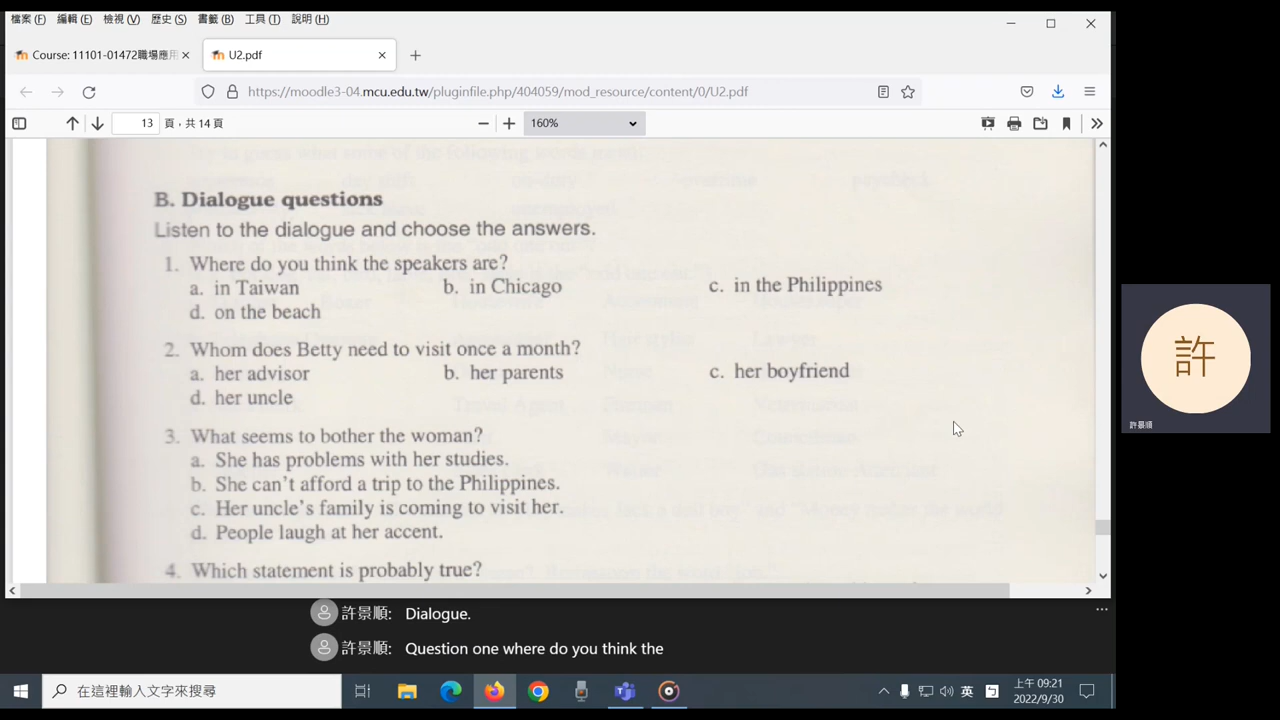 檔案 (F) 編輯 (E) 檢視 (V) 歷史 (S) 書籤 (B) 工具 (T) 說明 (H)
Course: 11101-01472職場應用
U2.pdf
https://moodle3-04.mcu.edu.tw/pluginfile.php/404059/mod_resource/content/0/U2.pdf
13 頁，共 14 頁
160%
B. Dialogue questions
Listen to the dialogue and choose the answers.
1. Where do you think the speakers are?
a. in Taiwan b. in Chicago c. in the Philippines
d. on the beach
2. Whom does Betty need to visit once a month?
a. her advisor b. her parents c. her boyfriend
d. her uncle
3. What seems to bother the woman?
a. She has problems with her studies.
b. She can't afford a trip to the Philippines.
c. Her uncle's family is coming to visit her.
d. People laugh at her accent.
4. Which statement is probably true?
許
許景順
許景順: Dialogue.
許景順: Question one where do you think the
在這裡輸入文字來搜尋
英
ㄅ
上午 09:21
2022/9/30